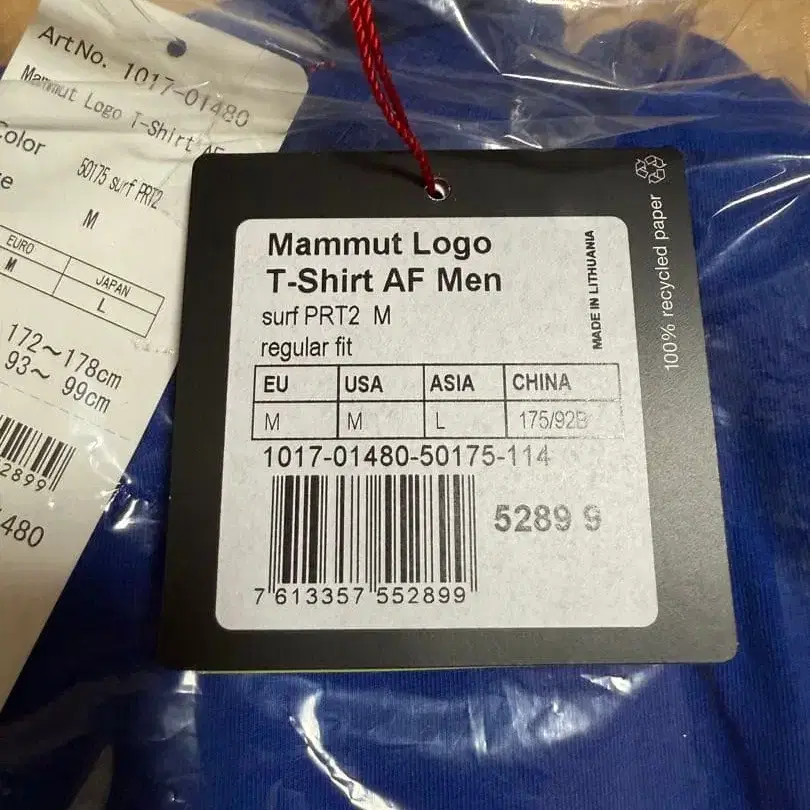 ArtNo. 1017-01480
Mammut Logo T-Shirt AF
Color 50175 surf PRT2
M
EURO JAPAN
M L
172～178cm
93～ 99cm
2899
480
Mammut Logo
T-Shirt AF Men
surf PRT2 M
regular fit
EU USA ASIA CHINA
M M L 175/92B
1017-01480-50175-114
5289 9
7 613357 552899
MADE IN LITHUANIA
100% recycled paper